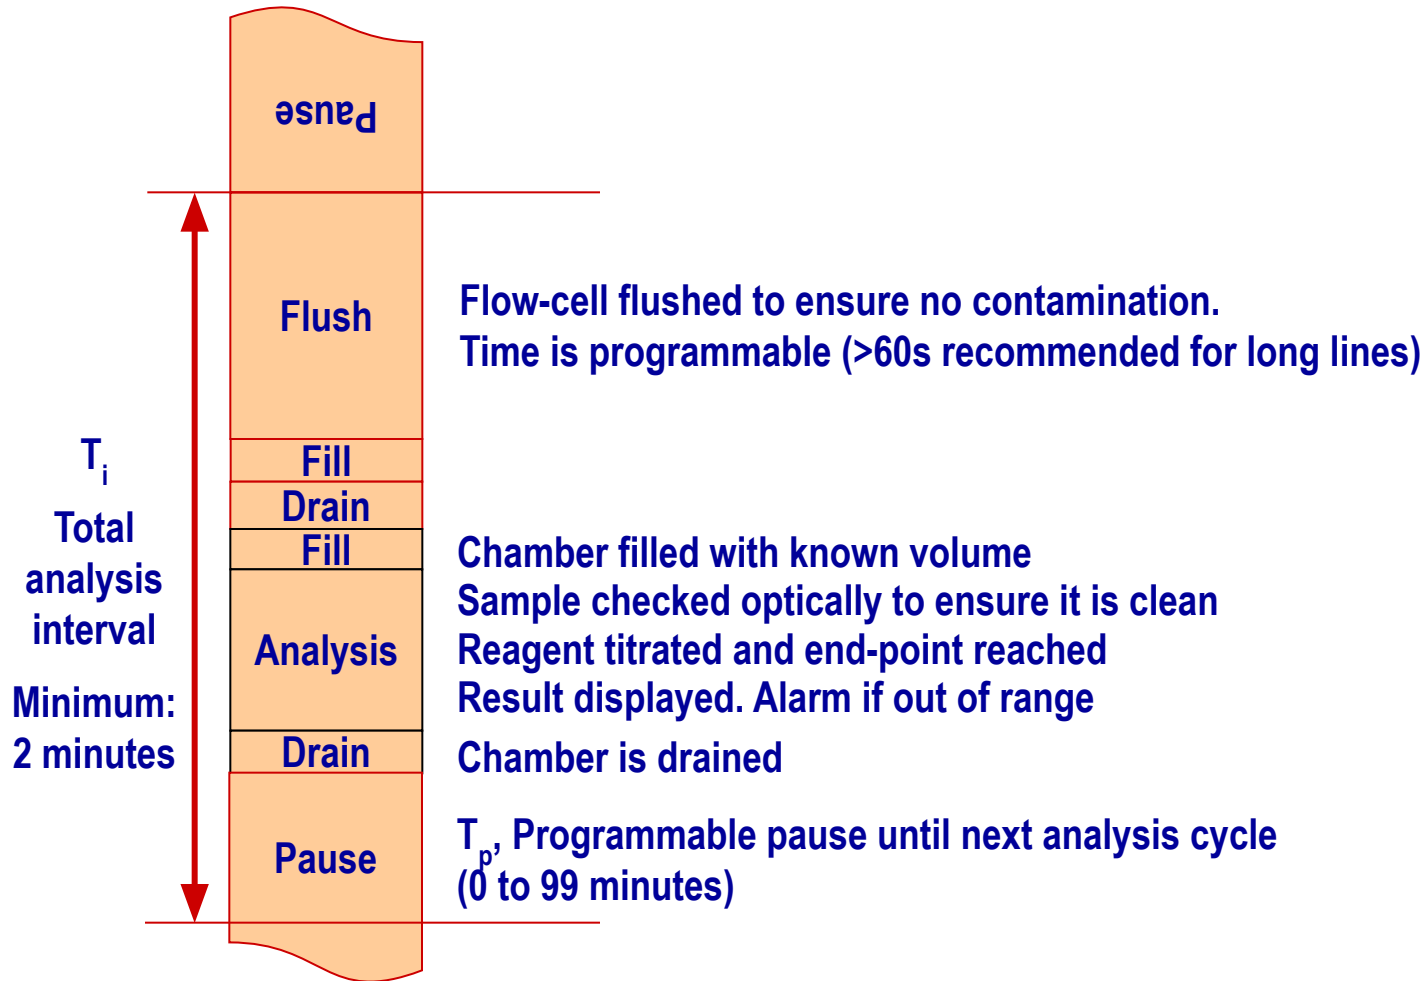 Pause
Flush
Flow-cell flushed to ensure no contamination.
Time is programmable (>60s recommended for long lines)
Ti
Total
analysis
interval
Minimum:
2 minutes
Fill
Drain
Fill
Chamber filled with known volume
Sample checked optically to ensure it is clean
Analysis
Reagent titrated and end-point reached
Result displayed. Alarm if out of range
Drain
Chamber is drained
Pause
Tp, Programmable pause until next analysis cycle
(0 to 99 minutes)